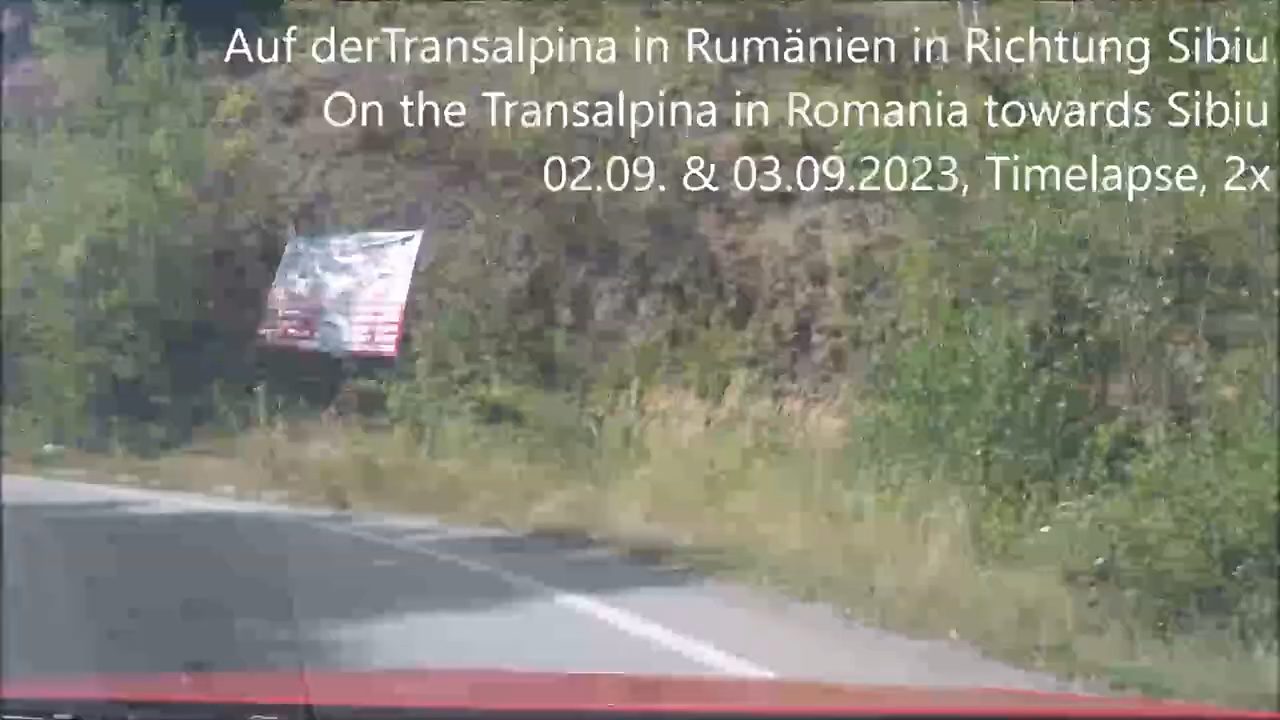 Auf derTransalpina in Rumänien in Richtung Sibiu
On the Transalpina in Romania towards Sibiu
02.09. & 03.09.2023, Timelapse, 2x